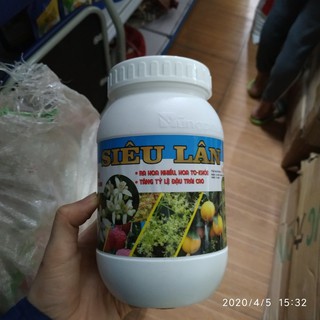 SIÊU LÂN
• RA HOA NHIỀU, HOA TO-KHỎE
• TĂNG TỶ LỆ ĐẬU TRÁI CAO
2020/4/5 15:32